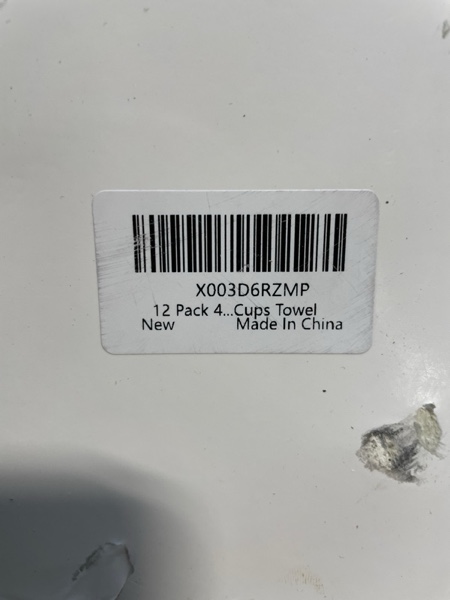 X003D6RZMP
12 Pack 4...Cups Towel
New Made In China